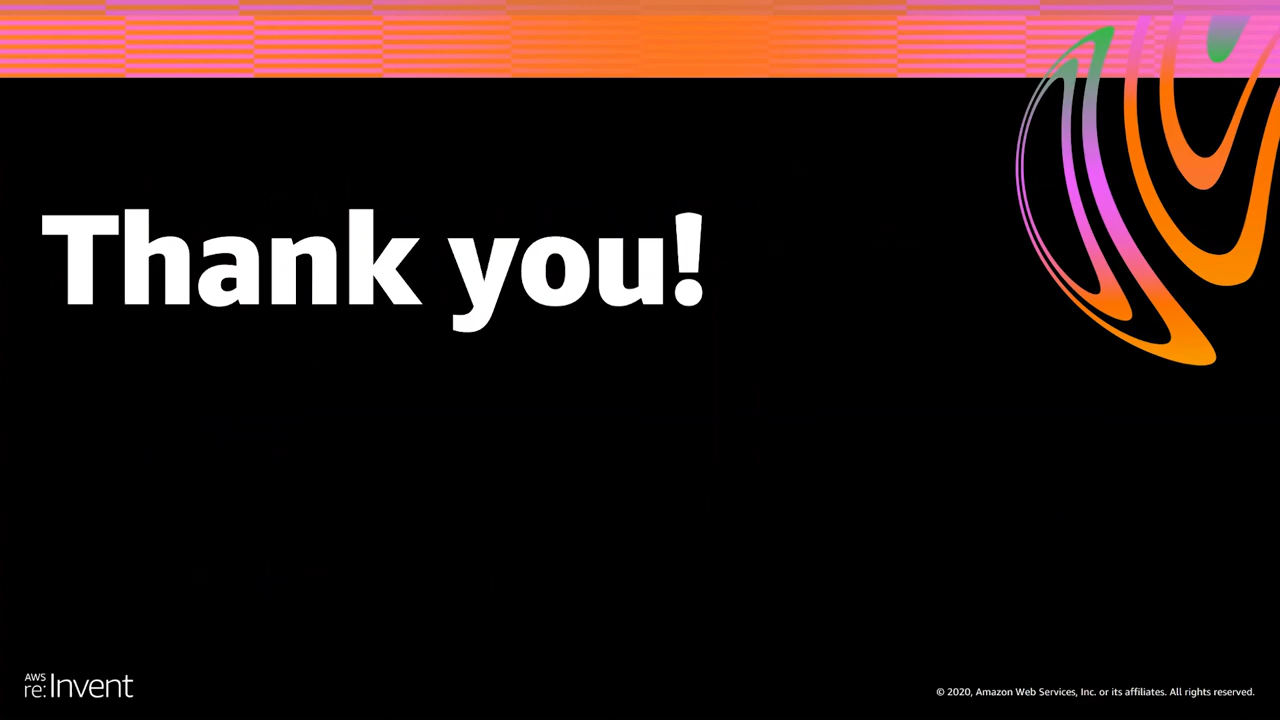 Thank you!
AWS
re:Invent
© 2020, Amazon Web Services, Inc. or its affiliates. All rights reserved.